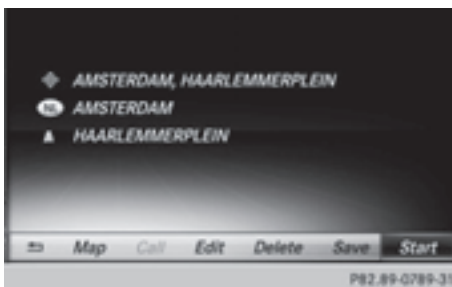 AMSTERDAM, HAARLEMMERPLEIN
NL AMSTERDAM
HAARLEMMERPLEIN
Map Call Edit Delete Save Start
P82.89-0789-31